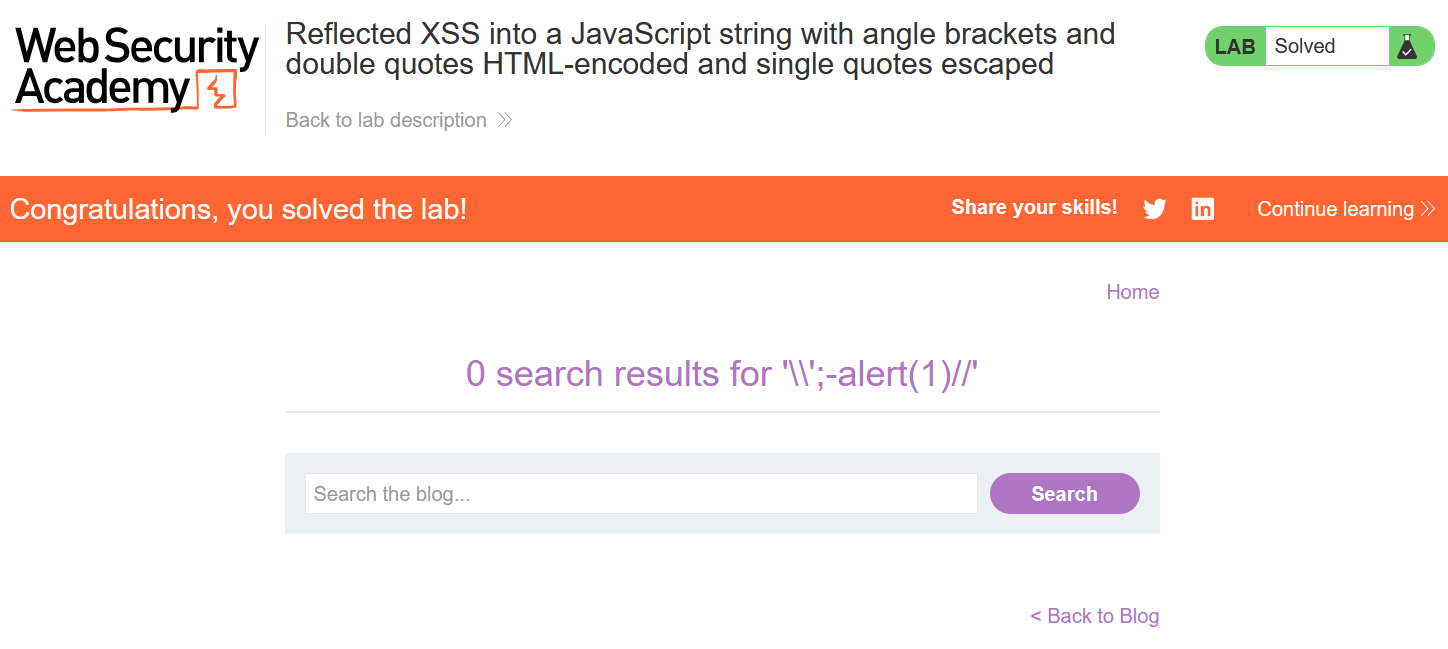 Web Security
Academy
Reflected XSS into a JavaScript string with angle brackets and
double quotes HTML-encoded and single quotes escaped
Back to lab description
LAB Solved
Congratulations, you solved the lab!
Share your skills!
Continue learning
Home
0 search results for '\\';-alert(1)//'
Search the blog...
Search
< Back to Blog